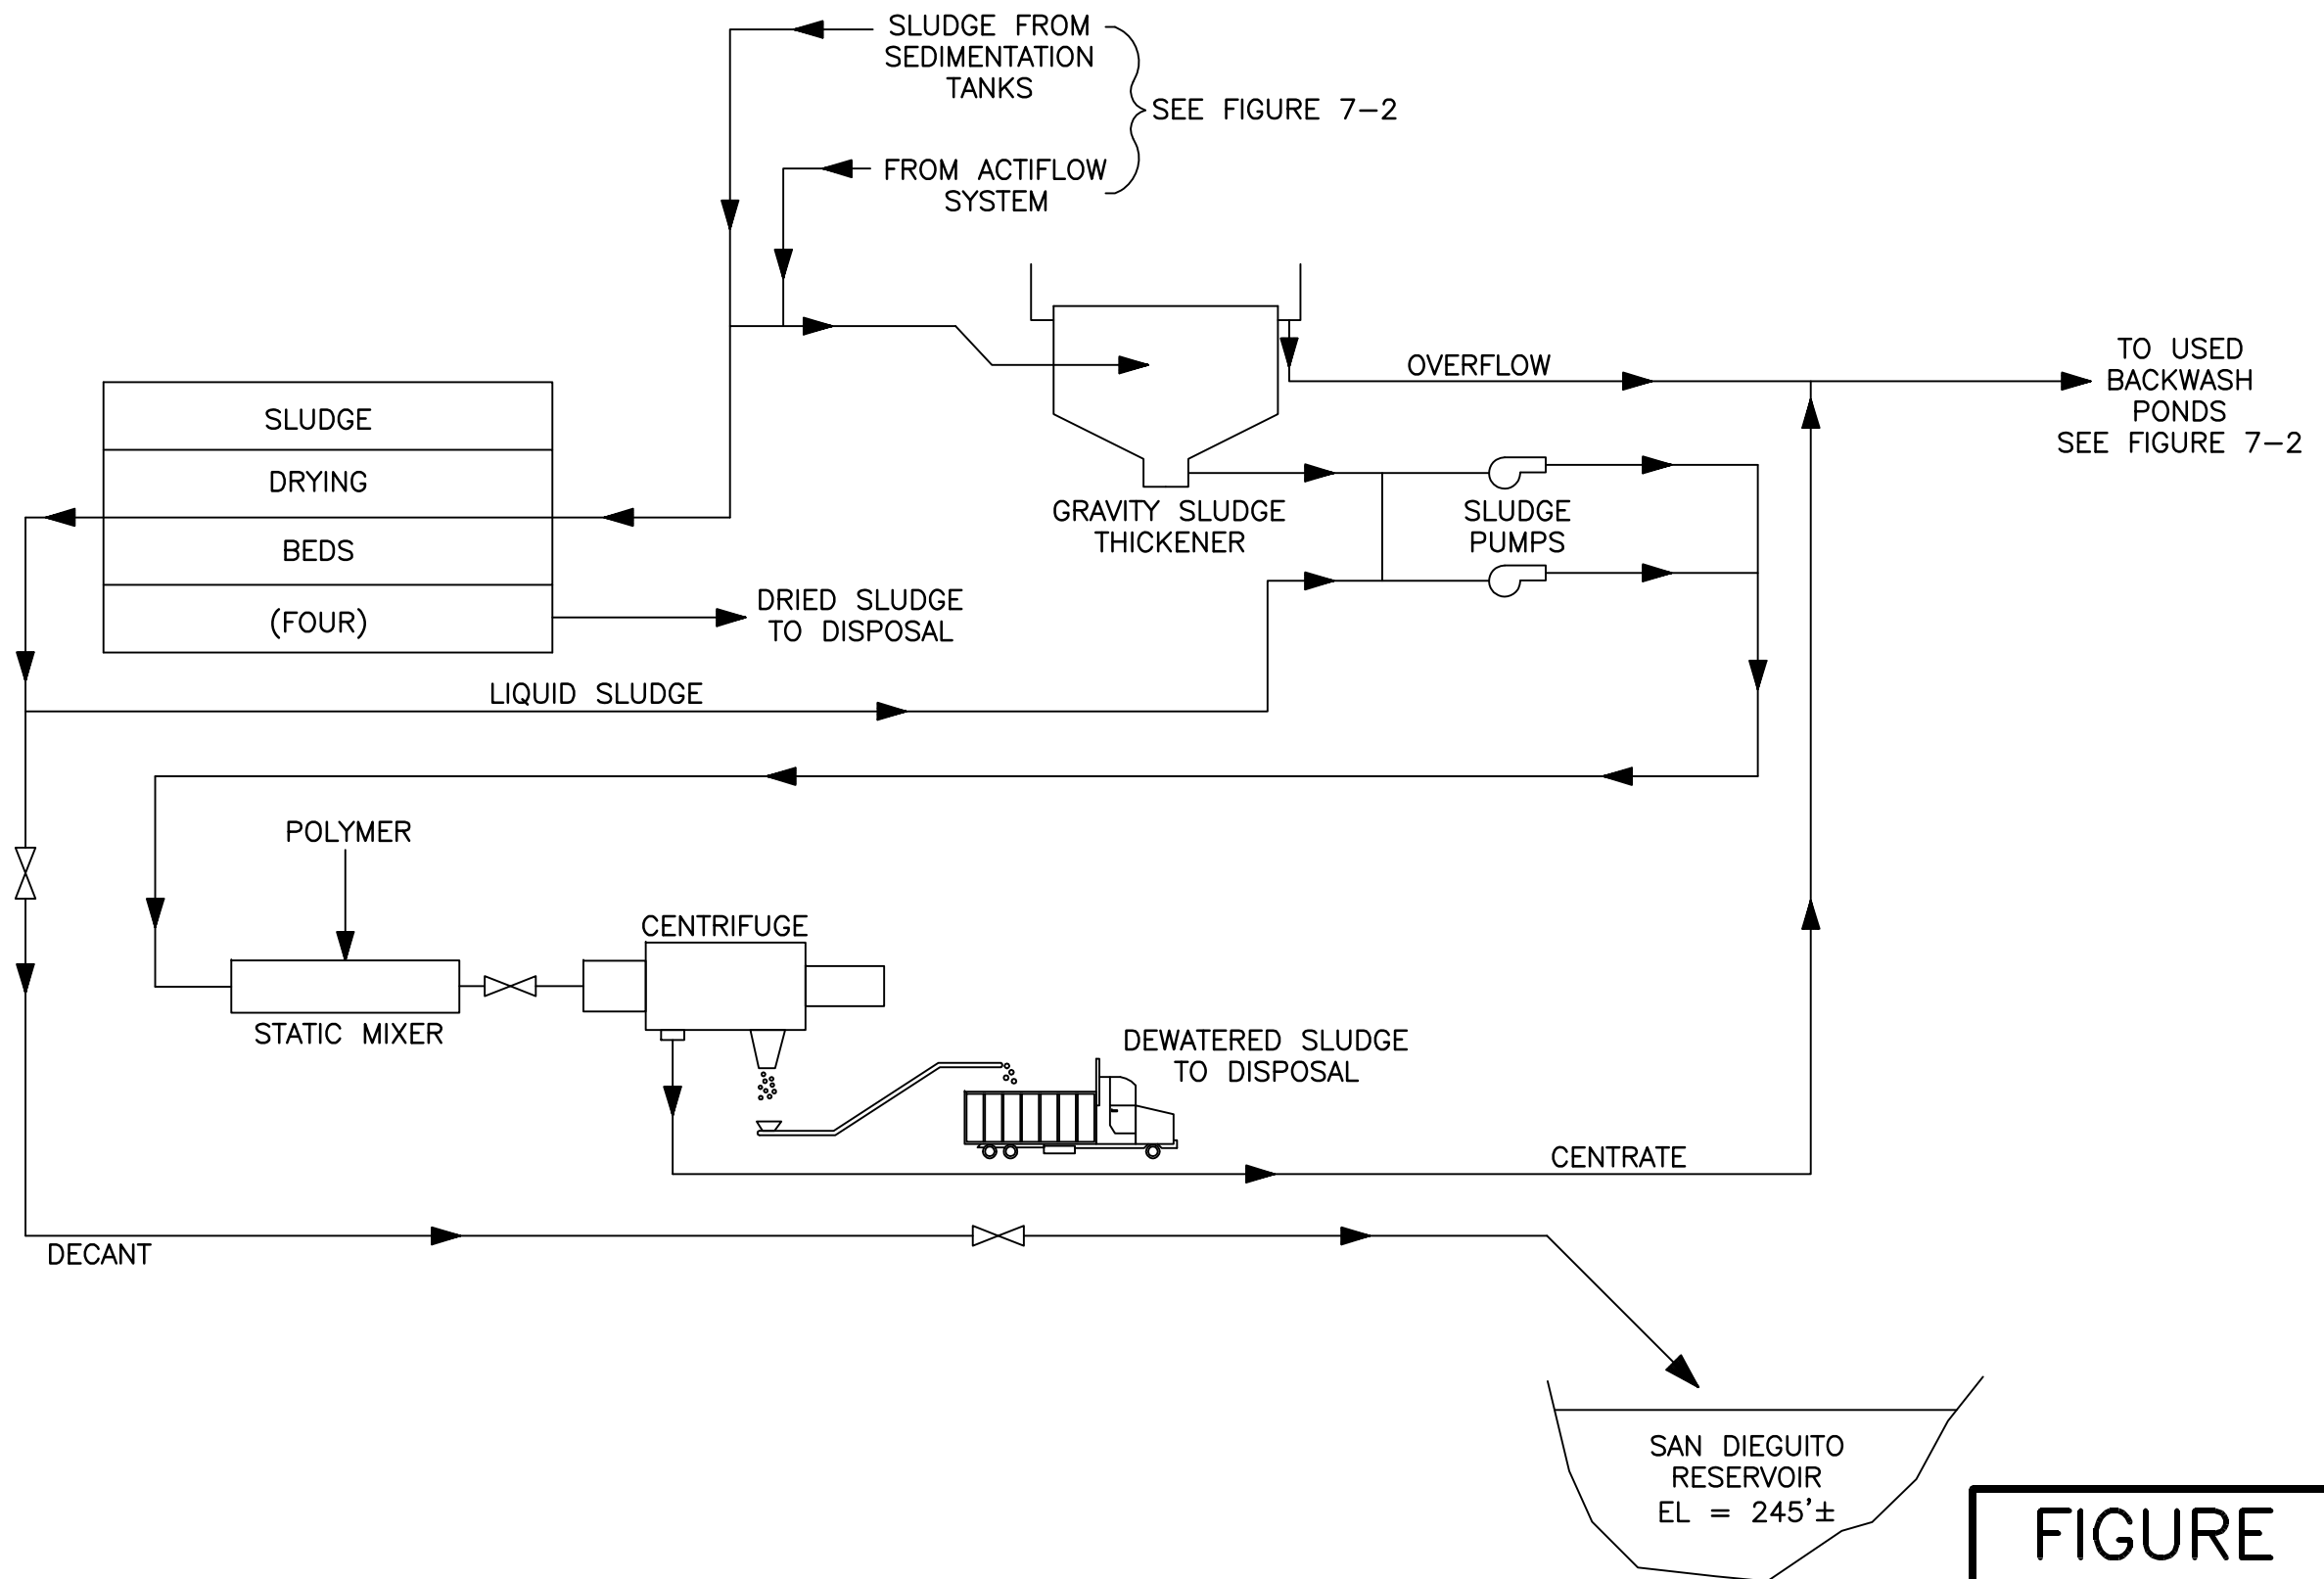 SLUDGE FROM
SEDIMENTATION
TANKS
SEE FIGURE 7-2
FROM ACTIFLOW
SYSTEM
OVERFLOW
TO USED
BACKWASH
PONDS
SEE FIGURE 7-2
SLUDGE
DRYING
BEDS
(FOUR)
GRAVITY SLUDGE
THICKENER
SLUDGE
PUMPS
DRIED SLUDGE
TO DISPOSAL
LIQUID SLUDGE
POLYMER
CENTRIFUGE
STATIC MIXER
DEWATERED SLUDGE
TO DISPOSAL
CENTRATE
DECANT
SAN DIEGUITO
RESERVOIR
EL = 245'±
FIGURE